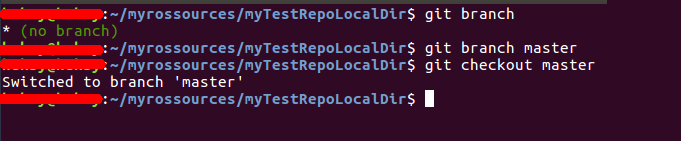 :~/myrossources/myTestRepoLocalDir$ git branch
* (no branch)
:~/myrossources/myTestRepoLocalDir$ git branch master
:~/myrossources/myTestRepoLocalDir$ git checkout master
Switched to branch 'master'
:~/myrossources/myTestRepoLocalDir$